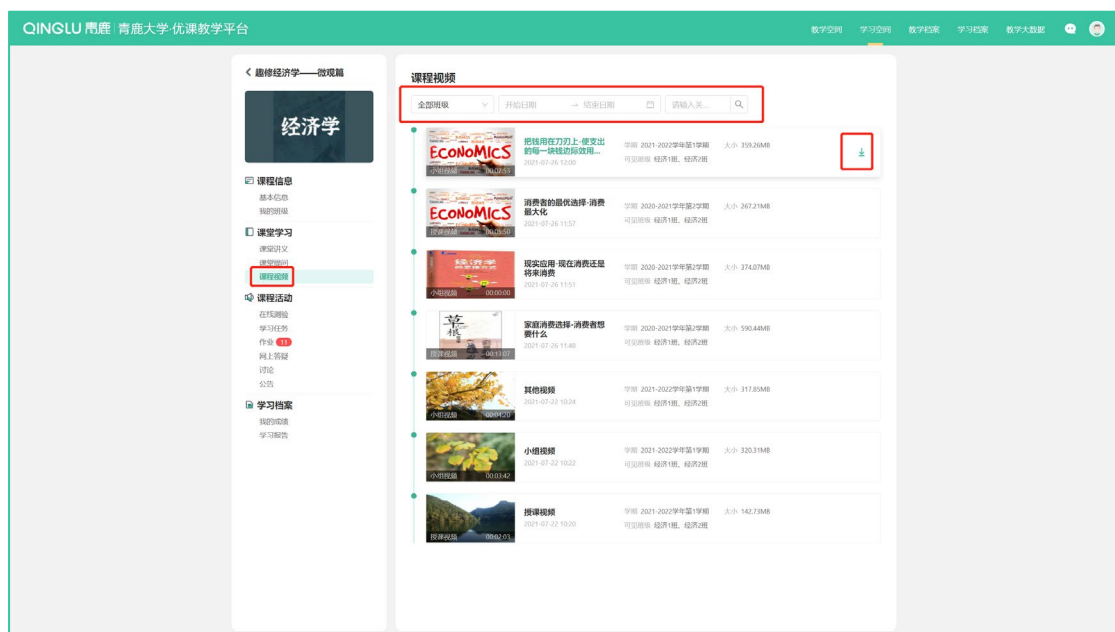 QINGLU 青鹿 青鹿大学·优课教学平台
教学空间 学习空间 教学档案 学习档案 教学大数据
趣修经济学——微观篇
经济学
课程信息
基本信息
我的班级
课堂学习
课堂讲义
课堂提问
课程视频
课程活动
在线测验
学习任务
作业 11
网上答疑
讨论
公告
学习档案
我的成绩
学习报告
课程视频
全部班级 开始日期 → 结束日期 请输入关...
ECONOMICS
小组视频 00:02:53
把钱用在刀刃上-使支出
的每一块钱边际效用...
2021-07-26 12:00
学期 2021-2022学年第1学期 大小 359.26MB
可见班级 经济1班、经济2班
ECONOMICS
授课视频 00:05:50
消费者的最优选择-消费
最大化
2021-07-26 11:57
学期 2020-2021学年第2学期 大小 267.21MB
可见班级 经济1班、经济2班
经济学
小组视频 00:00:00
现实应用-现在消费还是
将来消费
2021-07-26 11:51
学期 2020-2021学年第2学期 大小 374.07MB
可见班级 经济1班、经济2班
草根
授课视频 00:13:07
家庭消费选择-消费者想
要什么
2021-07-26 11:48
学期 2020-2021学年第2学期 大小 590.44MB
可见班级 经济1班、经济2班
小组视频 00:04:20
其他视频
2021-07-22 10:24
学期 2021-2022学年第1学期 大小 317.85MB
可见班级 经济1班、经济2班
小组视频 00:03:42
小组视频
2021-07-22 10:22
学期 2021-2022学年第1学期 大小 320.31MB
可见班级 经济1班、经济2班
授课视频 00:02:03
授课视频
2021-07-22 10:20
学期 2021-2022学年第1学期 大小 142.73MB
可见班级 经济1班、经济2班